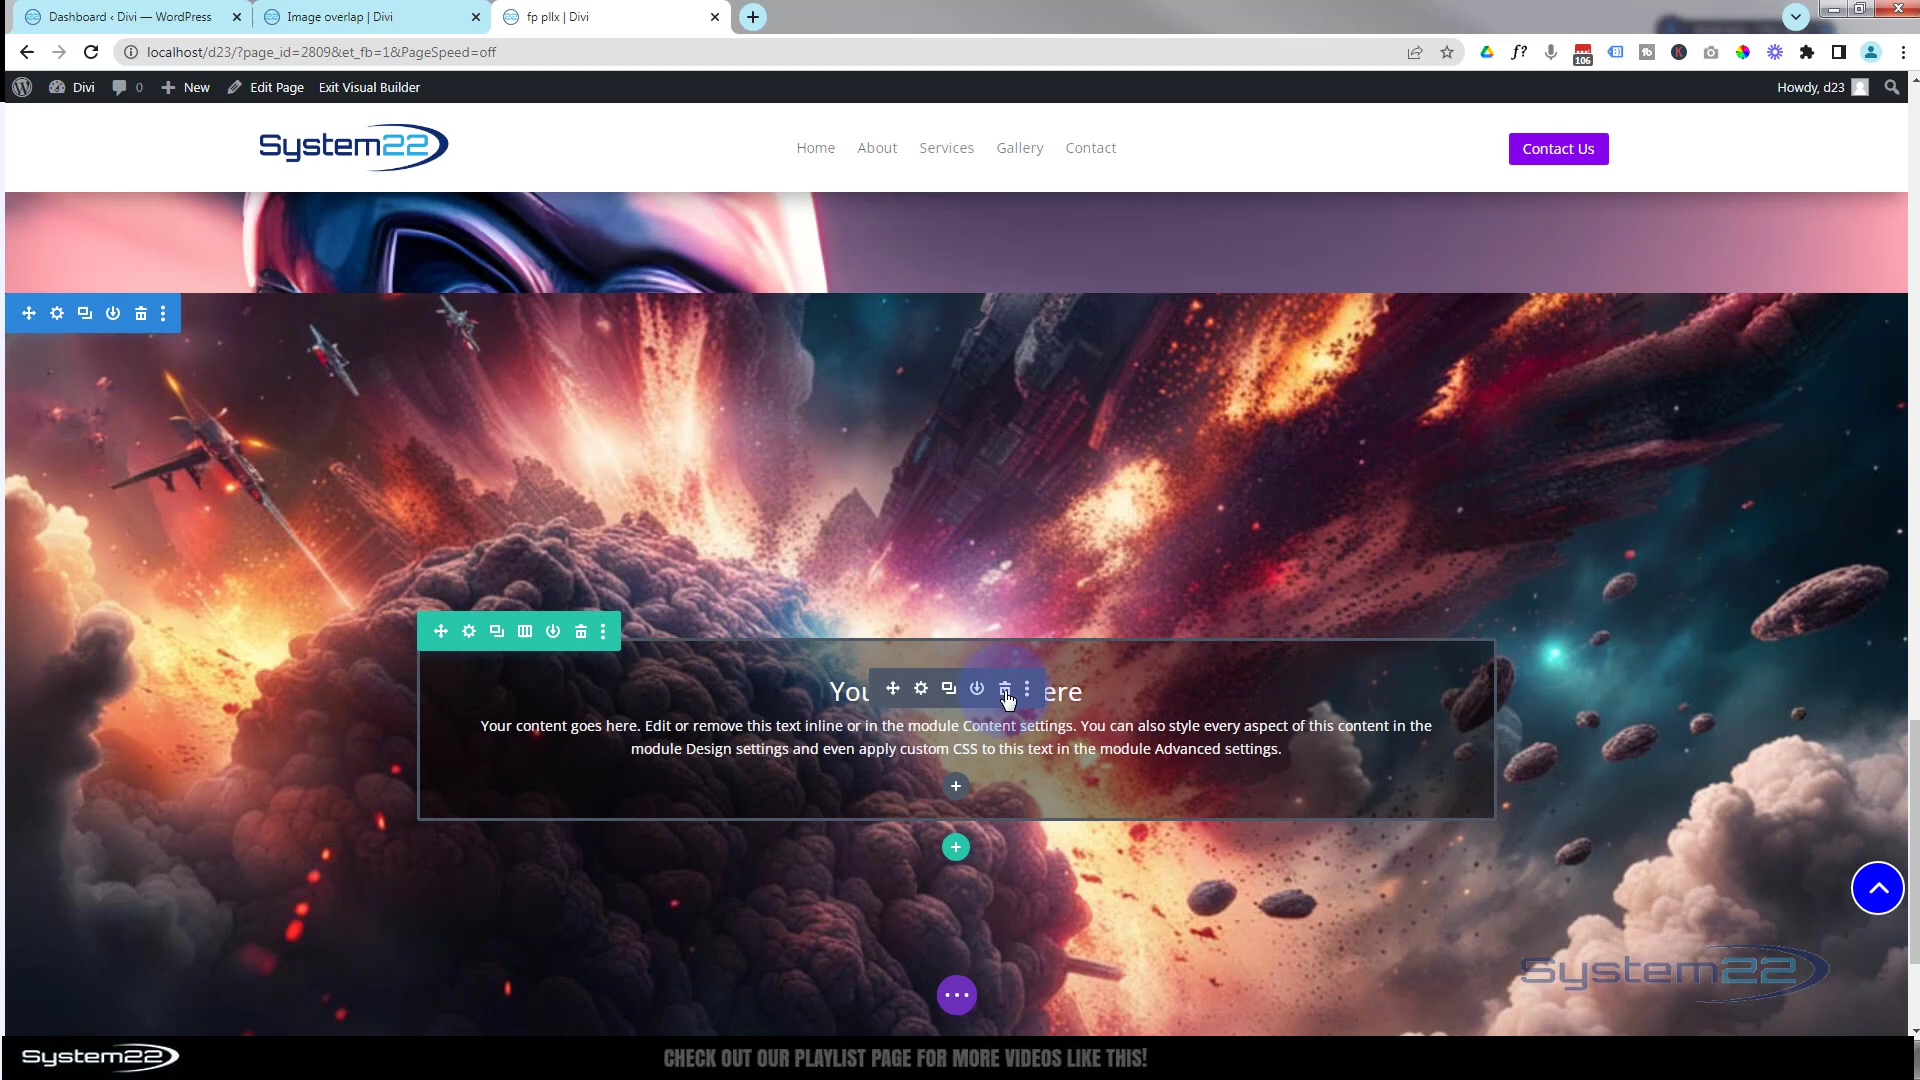 Dashboard ‹ Divi — WordPress
Image overlap | Divi
fp pllx | Divi
localhost/d23/?page_id=2809&et_fb=1&PageSpeed=off
f?
106
Divi
0
New
Edit Page
Exit Visual Builder
Howdy, d23
System22
Home
About
Services
Gallery
Contact
Contact Us
You
ere
Your content goes here. Edit or remove this text inline or in the module Content settings. You can also style every aspect of this content in the
module Design settings and even apply custom CSS to this text in the module Advanced settings.
System22
System22
CHECK OUT OUR PLAYLIST PAGE FOR MORE VIDEOS LIKE THIS!